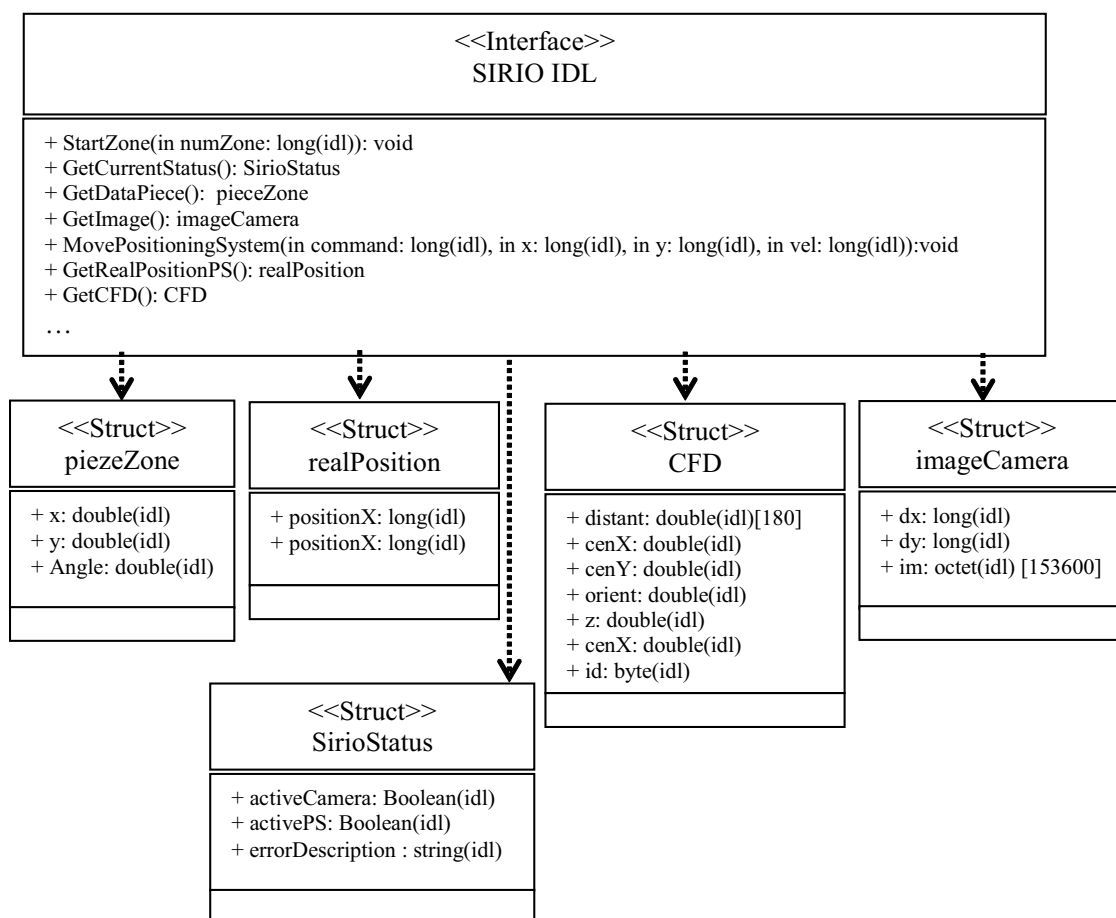 <<Interface>>
SIRIO IDL
+ StartZone(in numZone: long(idl)): void
+ GetCurrentStatus(): SirioStatus
+ GetDataPiece():  pieceZone
+ GetImage(): imageCamera
+ MovePositioningSystem(in command: long(idl), in x: long(idl), in y: long(idl), in vel: long(idl)):void
+ GetRealPositionPS(): realPosition
+ GetCFD(): CFD
…
<<Struct>>
piezeZone
+ x: double(idl)
+ y: double(idl)
+ Angle: double(idl)
<<Struct>>
realPosition
+ positionX: long(idl)
+ positionX: long(idl)
<<Struct>>
CFD
+ distant: double(idl)[180]
+ cenX: double(idl)
+ cenY: double(idl)
+ orient: double(idl)
+ z: double(idl)
+ cenX: double(idl)
+ id: byte(idl)
<<Struct>>
imageCamera
+ dx: long(idl)
+ dy: long(idl)
+ im: octet(idl) [153600]
<<Struct>>
SirioStatus
+ activeCamera: Boolean(idl)
+ activePS: Boolean(idl)
+ errorDescription : string(idl)